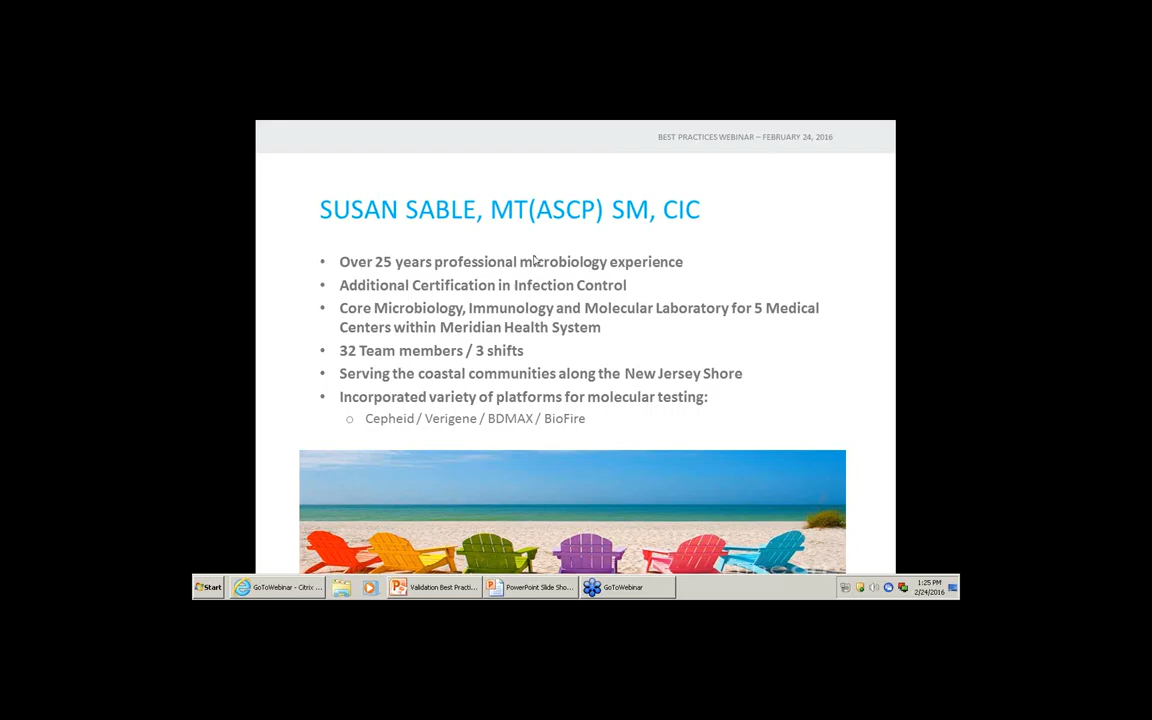 BEST PRACTICES WEBINAR – FEBRUARY 24, 2016
SUSAN SABLE, MT(ASCP) SM, CIC
• Over 25 years professional microbiology experience
• Additional Certification in Infection Control
• Core Microbiology, Immunology and Molecular Laboratory for 5 Medical
Centers within Meridian Health System
• 32 Team members / 3 shifts
• Serving the coastal communities along the New Jersey Shore
• Incorporated variety of platforms for molecular testing:
o Cepheid / Verigene / BDMAX / BioFire
Start GoToWebinar - Citrix ... Validation Best Practi... PowerPoint Slide Sho... GoToWebinar 1:25 PM
2/24/2016